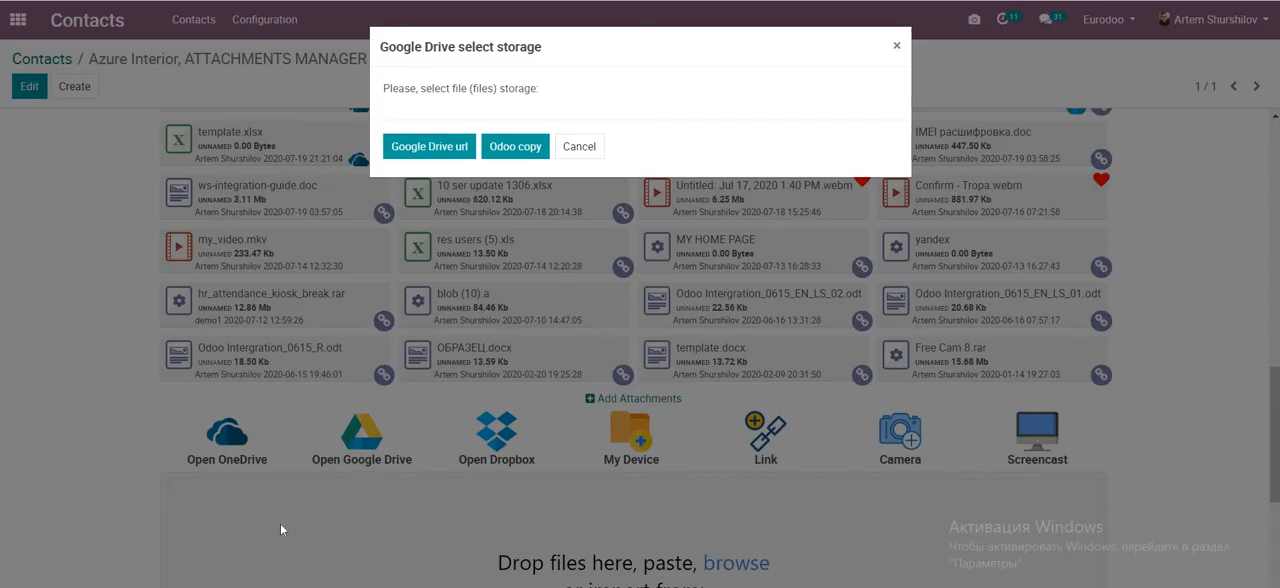 Contacts Contacts Configuration 11 31 Eurodoo Artem Shurshilov
Google Drive select storage ×
Contacts / Azure Interior, ATTACHMENTS MANAGER
Edit Create 1 / 1
Please, select file (files) storage:
Google Drive url Odoo copy Cancel
template.xlsx
UNNAMED 0.00 Bytes
Artem Shurshilov 2020-07-19 21:21:04
IMEI расшифровка.doc
UNNAMED 447.50 Kb
Artem Shurshilov 2020-07-19 03:58:25
ws-integration-guide.doc
UNNAMED 3.11 Mb
Artem Shurshilov 2020-07-19 03:57:05
10 ser update 1306.xlsx
UNNAMED 620.12 Kb
Artem Shurshilov 2020-07-18 20:14:38
Untitled: Jul 17, 2020 1:40 PM.webm
UNNAMED 6.25 Mb
Artem Shurshilov 2020-07-18 15:25:46
Confirm - Tropa.webm
UNNAMED 881.97 Kb
Artem Shurshilov 2020-07-16 07:21:58
my_video.mkv
UNNAMED 233.47 Kb
Artem Shurshilov 2020-07-14 12:32:30
res.users (5).xls
UNNAMED 13.50 Kb
Artem Shurshilov 2020-07-14 12:20:28
MY HOME PAGE
UNNAMED 0.00 Bytes
Artem Shurshilov 2020-07-13 16:28:33
yandex
UNNAMED 0.00 Bytes
Artem Shurshilov 2020-07-13 16:27:43
hr_attendance_kiosk_break.rar
UNNAMED 12.86 Mb
demo1 2020-07-12 12:59:26
blob (10).a
UNNAMED 84.46 Kb
Artem Shurshilov 2020-07-10 14:47:05
Odoo Intergration_0615_EN_LS_02.odt
UNNAMED 22.56 Kb
Artem Shurshilov 2020-06-16 13:31:28
Odoo Intergration_0615_EN_LS_01.odt
UNNAMED 20.68 Kb
Artem Shurshilov 2020-06-16 07:57:17
Odoo Intergration_0615_R.odt
UNNAMED 18.50 Kb
Artem Shurshilov 2020-06-15 19:46:01
ОБРАЗЕЦ.docx
UNNAMED 13.59 Kb
Artem Shurshilov 2020-02-20 19:25:28
template.docx
UNNAMED 13.72 Kb
Artem Shurshilov 2020-02-09 20:31:50
Free Cam 8.rar
UNNAMED 15.68 Mb
Artem Shurshilov 2020-01-14 19:27:03
Add Attachments
Open OneDrive Open Google Drive Open Dropbox My Device Link Camera Screencast
Drop files here, paste, browse
or import from:
Активация Windows
Чтобы активировать Windows, перейдите в раздел
"Параметры".